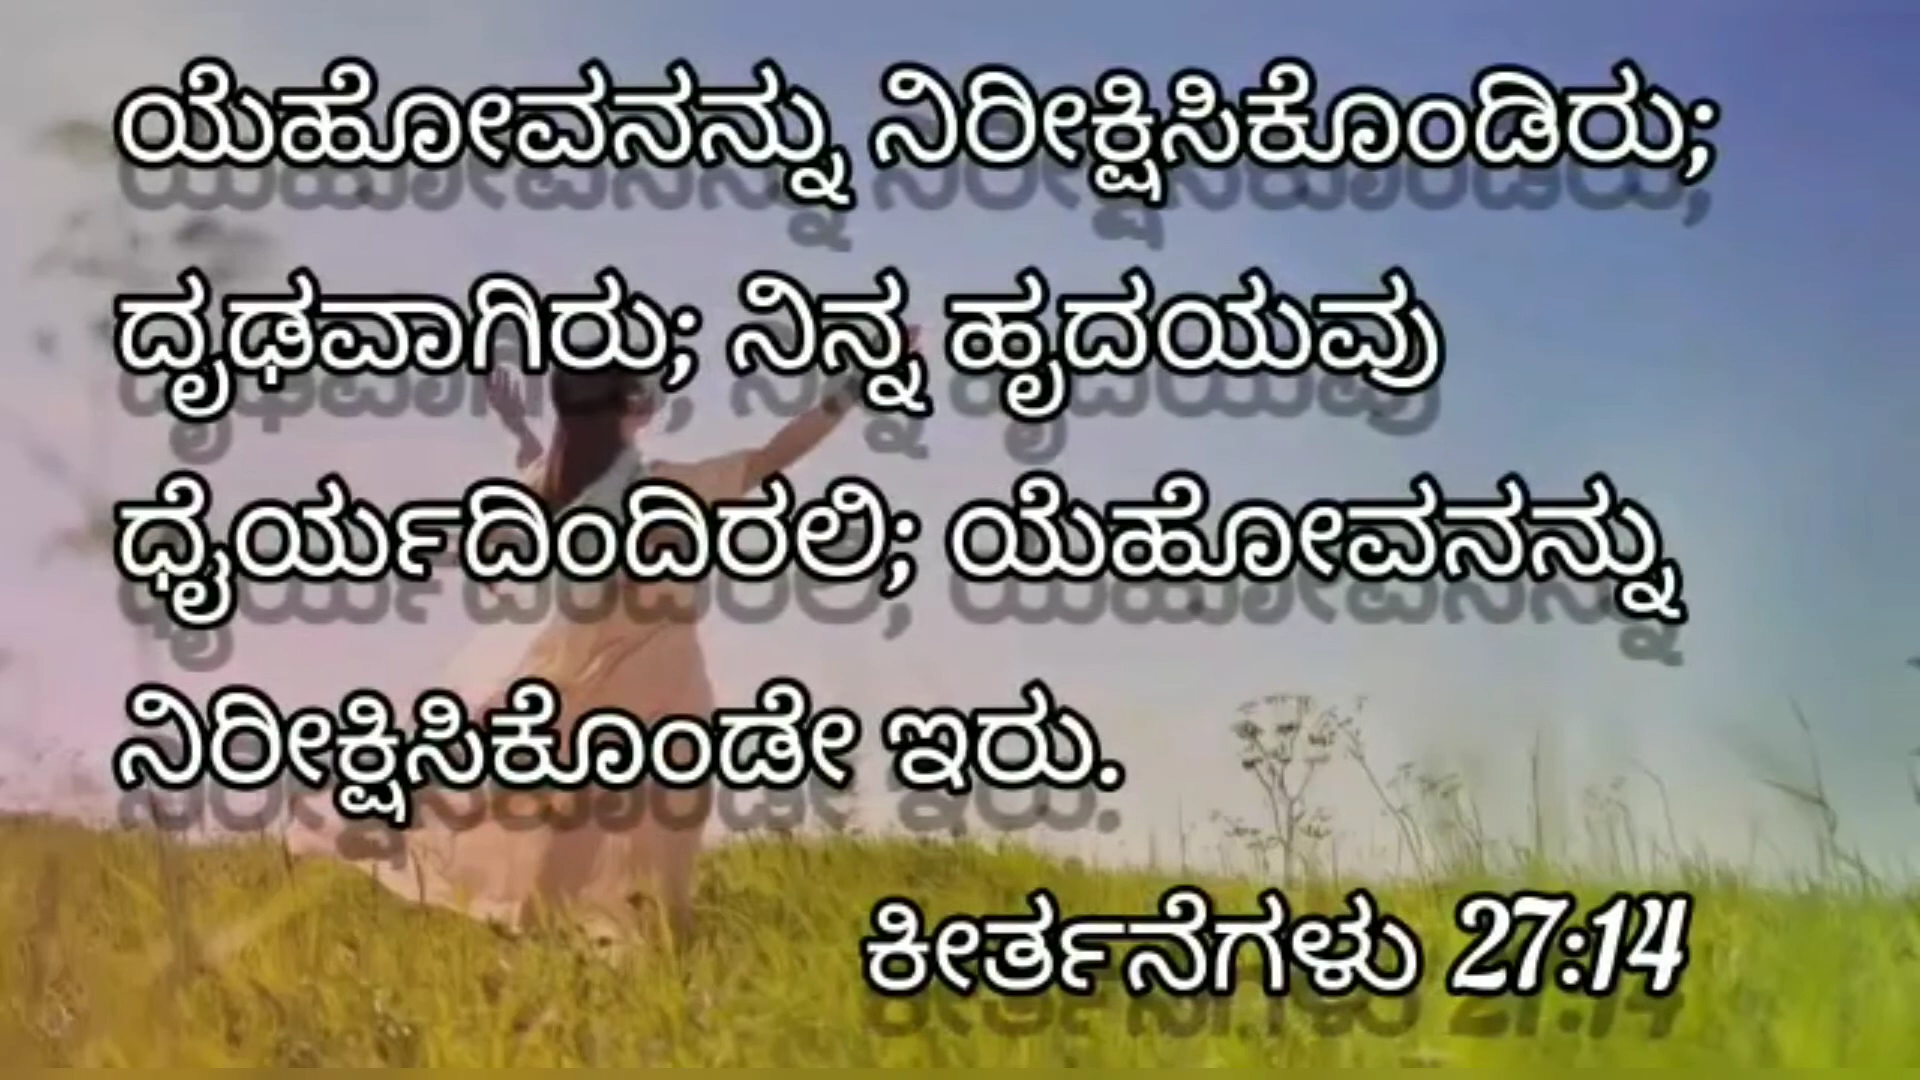 ಯೆಹೋವನನ್ನು ನಿರೀಕ್ಷಿಸಿಕೊಂಡಿರು;
ದೃಢವಾಗಿರು; ನಿನ್ನ ಹೃದಯವು
ಧೈರ್ಯದಿಂದಿರಲಿ; ಯೆಹೋವನನ್ನು
ನಿರೀಕ್ಷಿಸಿಕೊಂಡೇ ಇರು.
ಕೀರ್ತನೆಗಳು 27:14